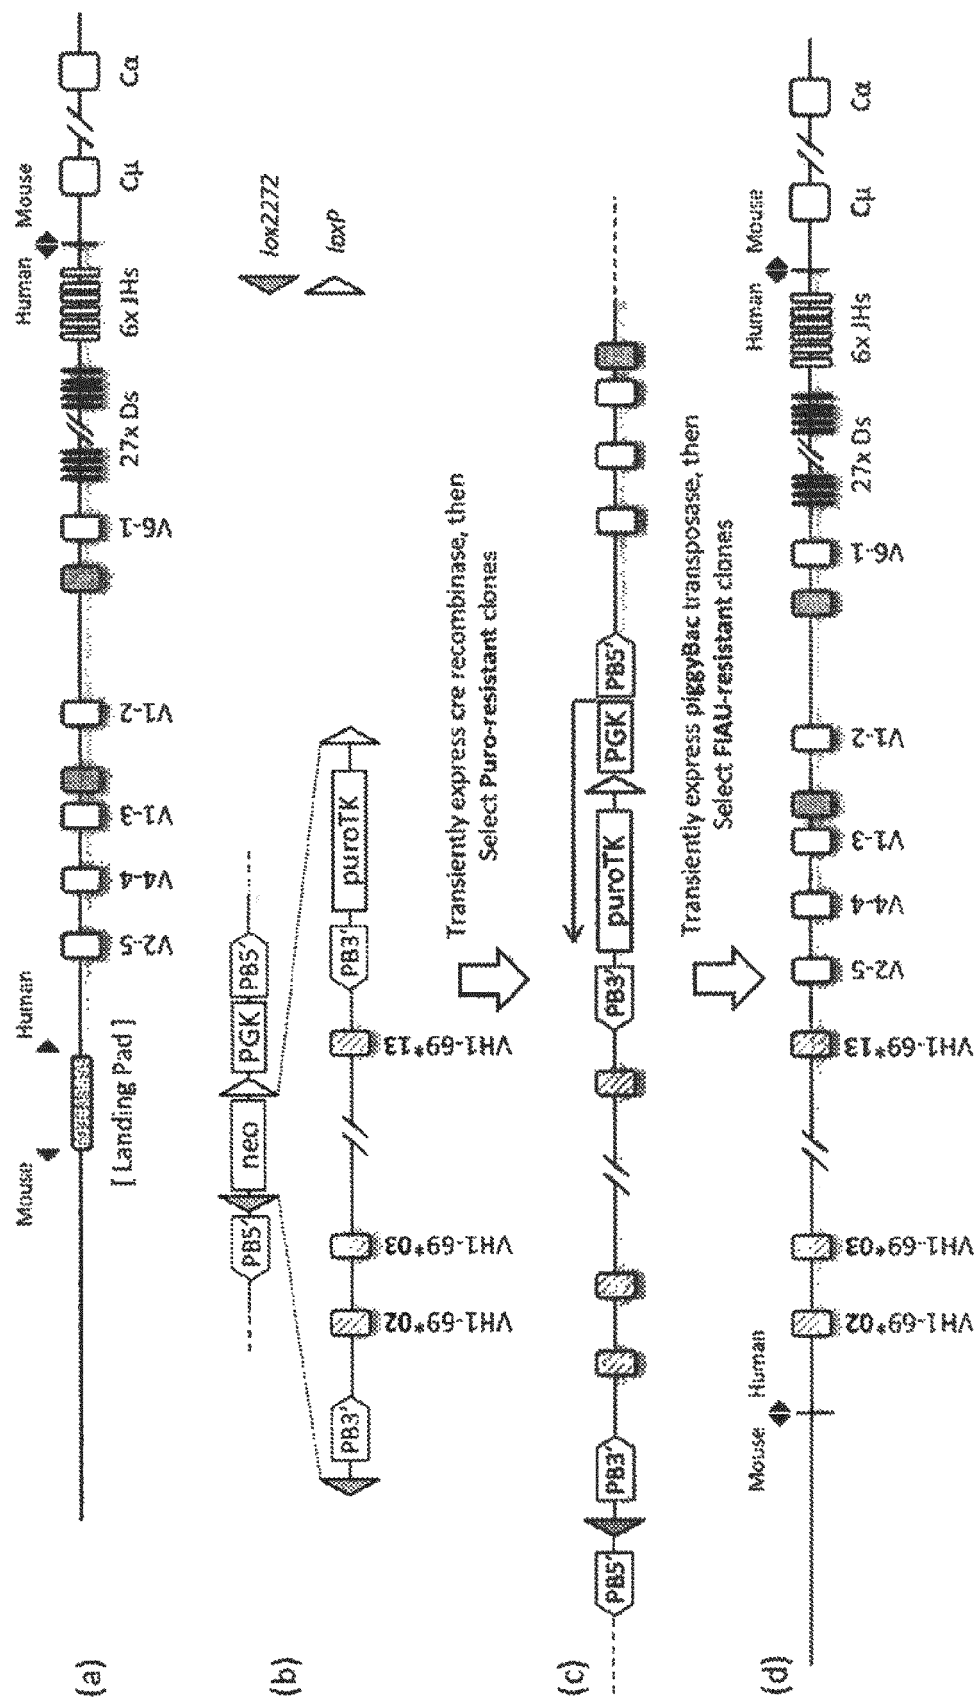 (a)
Mouse Human Human Mouse
[ Landing Pad ]
V2-5 V4-4 V1-3 V1-2 V6-1 27x Ds 6x JHs Cμ Cα
(b)
PB5' neo PGK PB5'
lox2272
loxP
PB3' PB3' puroTK
VH1-69*02 VH1-69*03 VH1-69*13
Transiently express cre recombinase, then
Select Puro-resistant clones
(c)
PB5' PB3' PB3' puroTK PGK PB5'
Transiently express piggyBac transposase, then
Select FIAU-resistant clones
(d)
Mouse Human Human Mouse
VH1-69*02 VH1-69*03 VH1-69*13 V2-5 V4-4 V1-3 V1-2 V6-1 27x Ds 6x JHs Cμ Cα